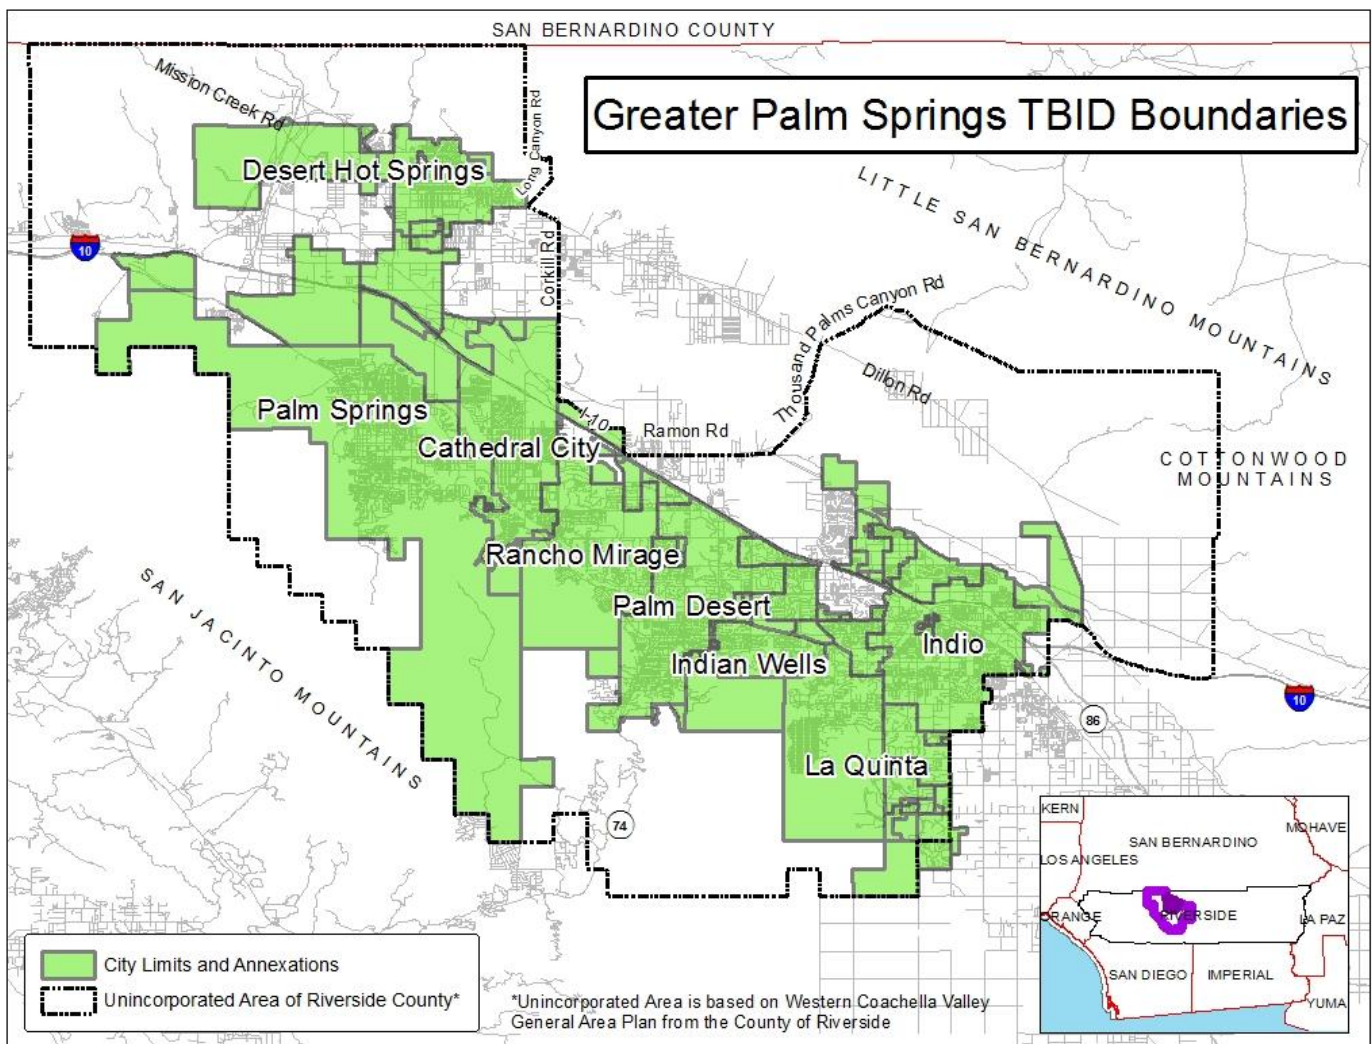 SAN BERNARDINO COUNTY
Greater Palm Springs TBID Boundaries
Mission Creek Rd
Long Canyon Rd
Desert Hot Springs
LITTLE SAN BERNARDINO MOUNTAINS
10
Corkill Rd
Thousand Palms Canyon Rd
Dillon Rd
Palm Springs
I-10
Ramon Rd
Cathedral City
COTTONWOOD
MOUNTAINS
Rancho Mirage
SAN JACINTO MOUNTAINS
Palm Desert
Indio
Indian Wells
10
86
La Quinta
74
KERN
SAN BERNARDINO
MOHAVE
LOS ANGELES
ORANGE
RIVERSIDE
LA PAZ
SAN DIEGO
IMPERIAL
YUMA
City Limits and Annexations
Unincorporated Area of Riverside County*
*Unincorporated Area is based on Western Coachella Valley
General Area Plan from the County of Riverside